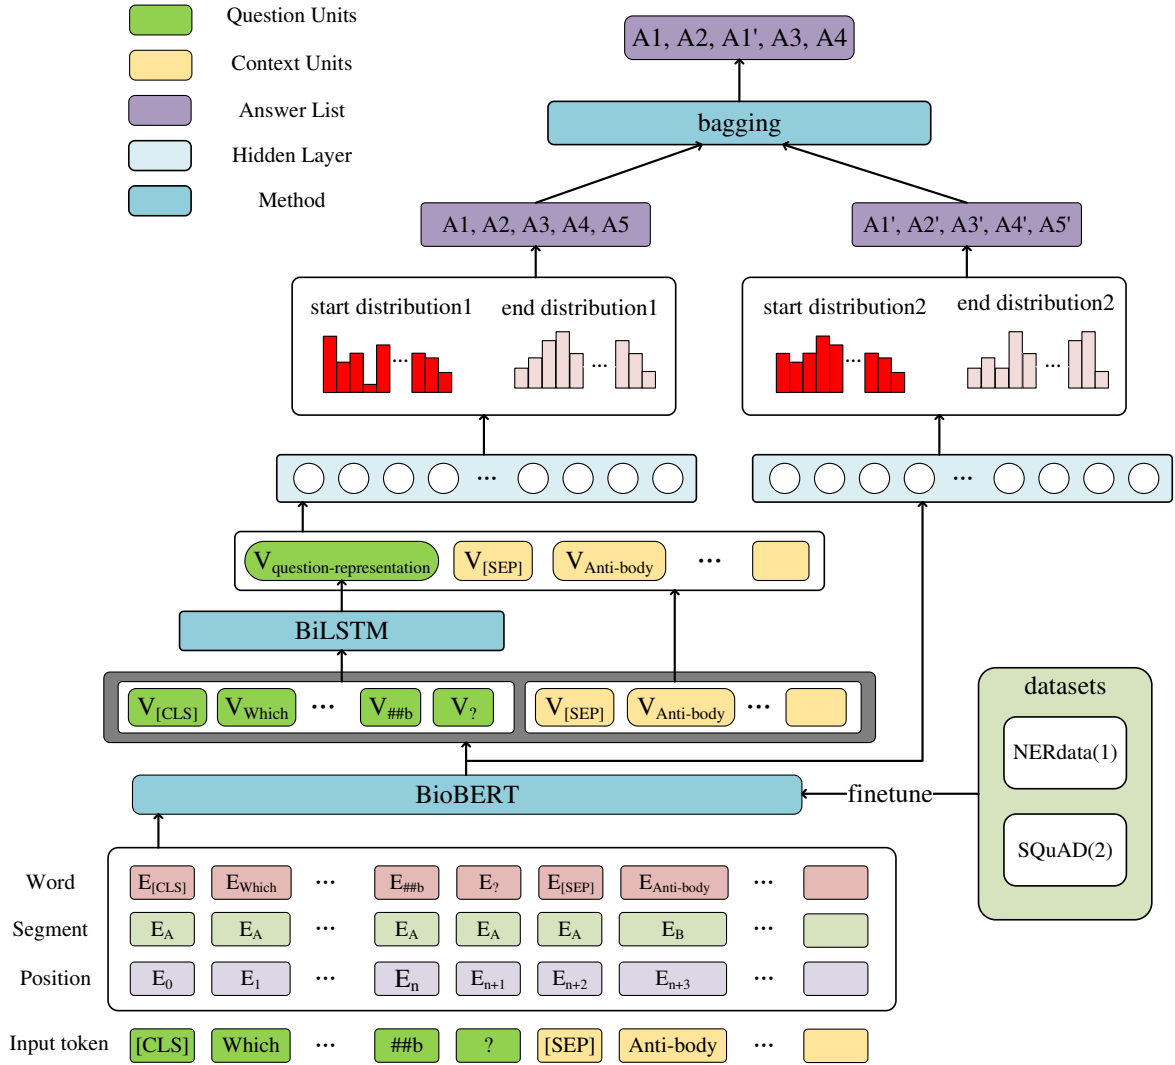 Question Units
Context Units
Answer List
Hidden Layer
Method
A1, A2, A1', A3, A4
bagging
A1, A2, A3, A4, A5
A1', A2', A3', A4', A5'
start distribution1
end distribution1
...
...
start distribution2
end distribution2
...
...
...
...
V question-representation V [SEP] V Anti-body ...
BiLSTM
V [CLS] V Which ... V ##b V ? V [SEP] V Anti-body ...
datasets
NERdata(1)
SQuAD(2)
BioBERT
finetune
Word E [CLS] E Which ... E ##b E ? E [SEP] E Anti-body ...
Segment E A E A ... E A E A E A E B ...
Position E 0 E 1 ... E n E n+1 E n+2 E n+3 ...
Input token [CLS] Which ... ##b ? [SEP] Anti-body ...